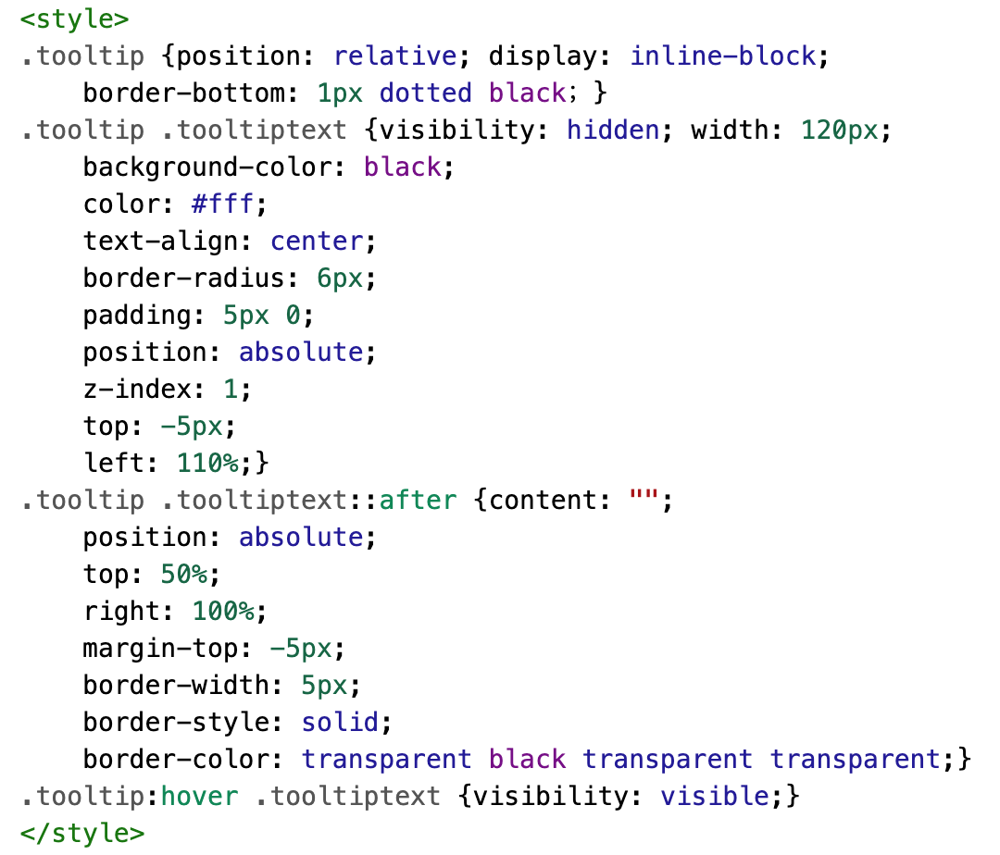 <style>
.tooltip {position: relative; display: inline-block;
    border-bottom: 1px dotted black; }
.tooltip .tooltiptext {visibility: hidden; width: 120px;
    background-color: black;
    color: #fff;
    text-align: center;
    border-radius: 6px;
    padding: 5px 0;
    position: absolute;
    z-index: 1;
    top: -5px;
    left: 110%;}
.tooltip .tooltiptext::after {content: "";
    position: absolute;
    top: 50%;
    right: 100%;
    margin-top: -5px;
    border-width: 5px;
    border-style: solid;
    border-color: transparent black transparent transparent;}
.tooltip:hover .tooltiptext {visibility: visible;}
</style>